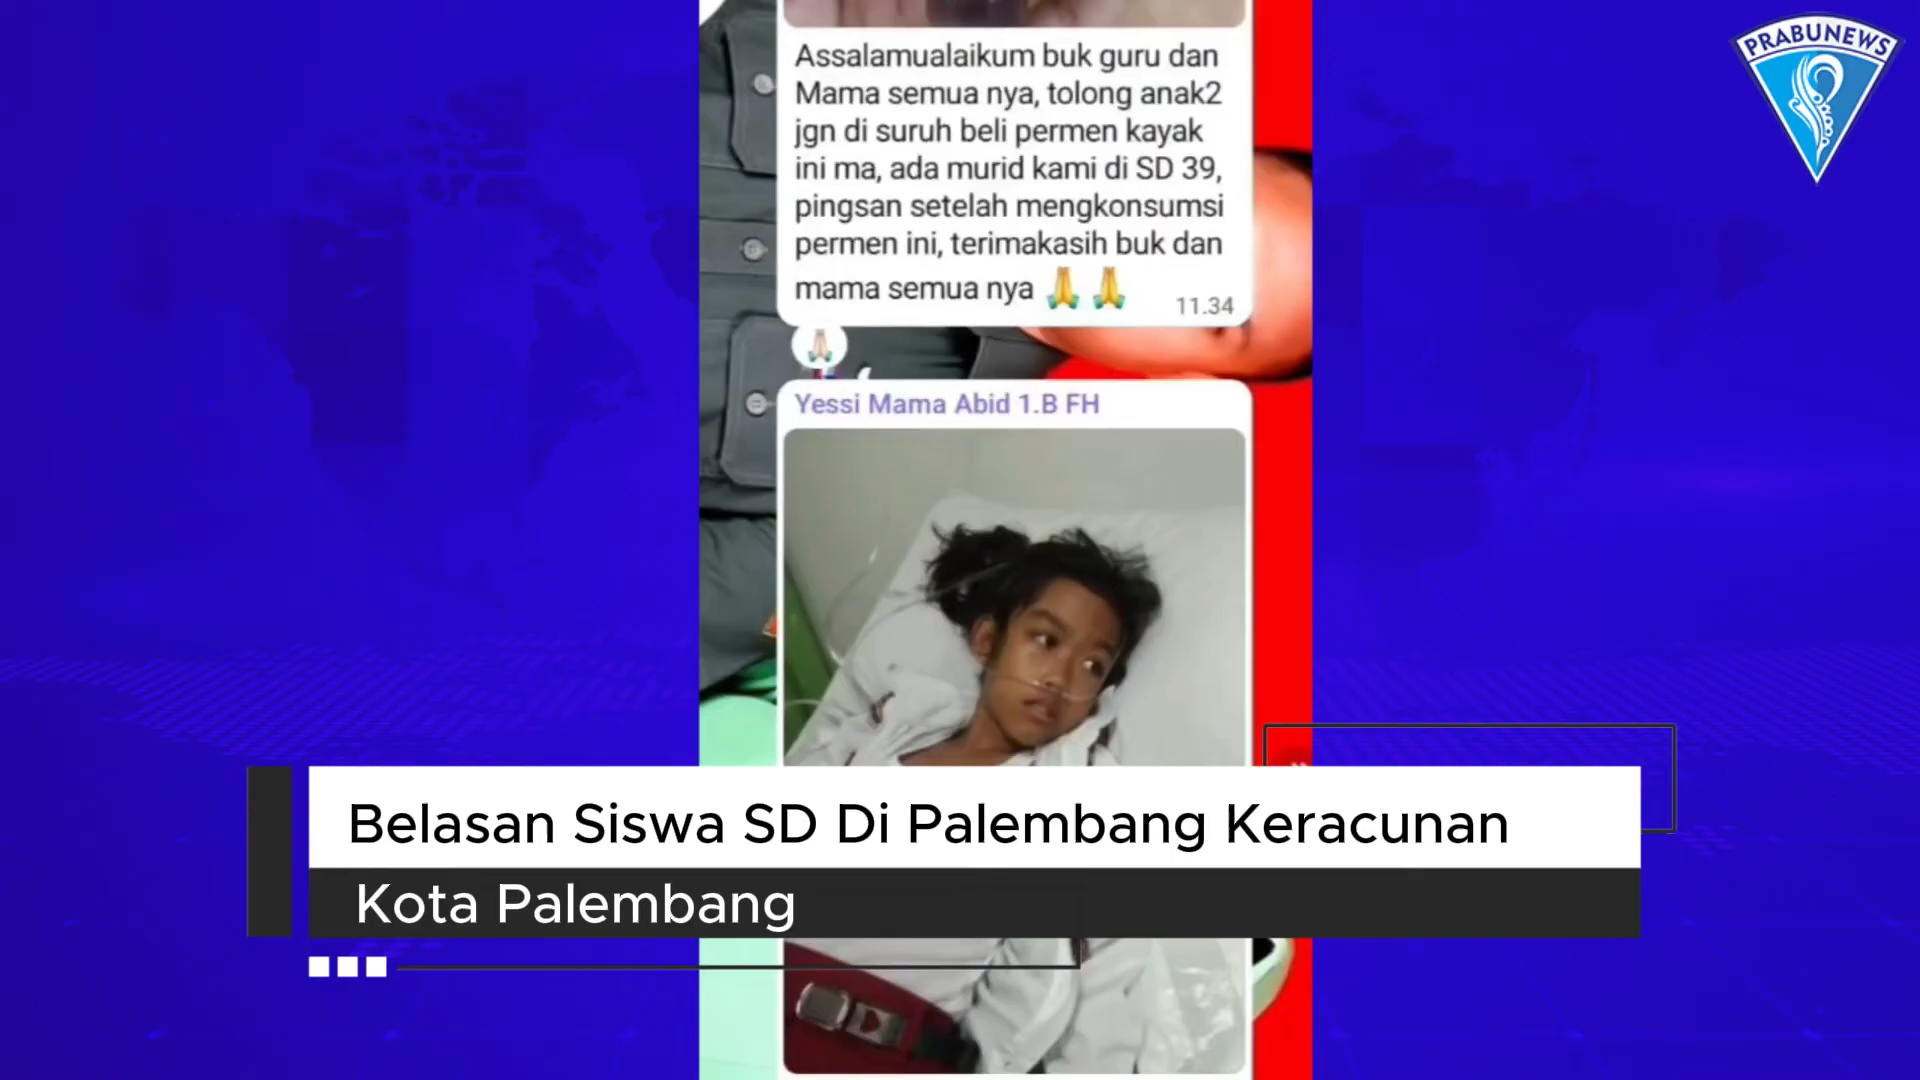 PRABUNEWS
Assalamualaikum buk guru dan
Mama semua nya, tolong anak2
jgn di suruh beli permen kayak
ini ma, ada murid kami di SD 39,
pingsan setelah mengkonsumsi
permen ini, terimakasih buk dan
mama semua nya 🙏 🙏
11.34
Yessi Mama Abid 1.B FH
Belasan Siswa SD Di Palembang Keracunan
Kota Palembang